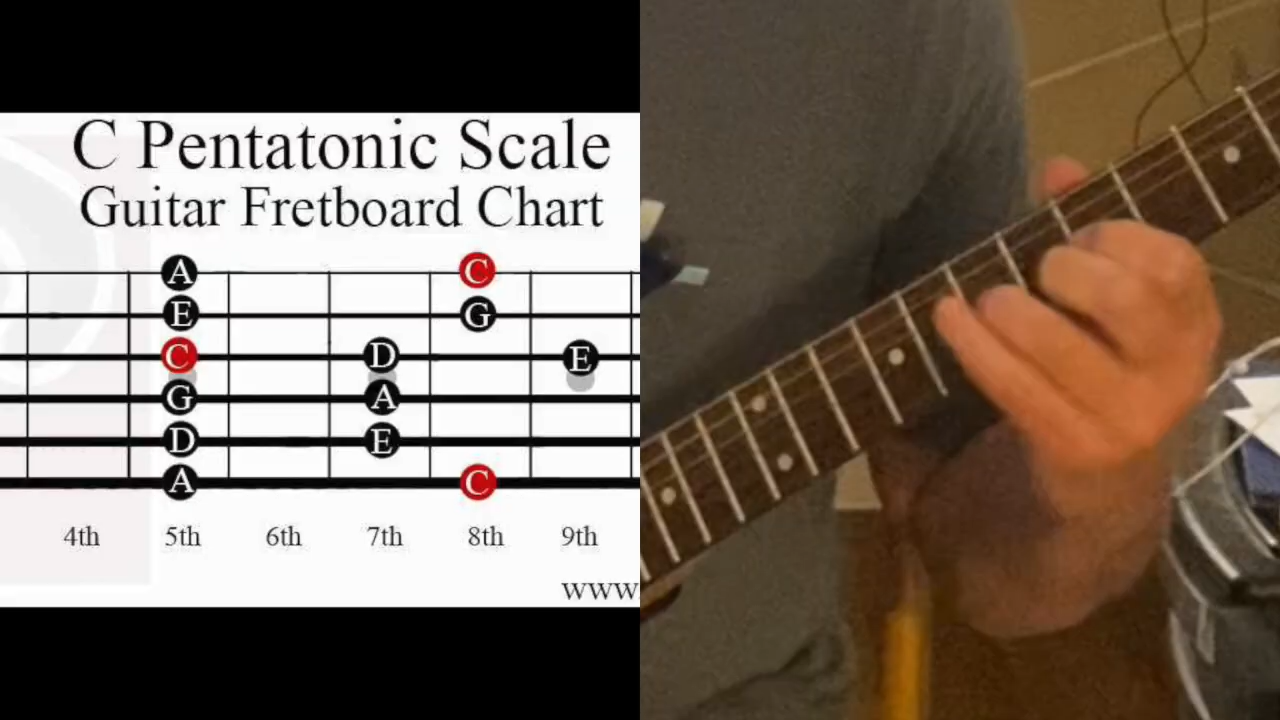 C Pentatonic Scale
Guitar Fretboard Chart
A C
E G
C D E
G A
D E
A C
4th 5th 6th 7th 8th 9th
www.